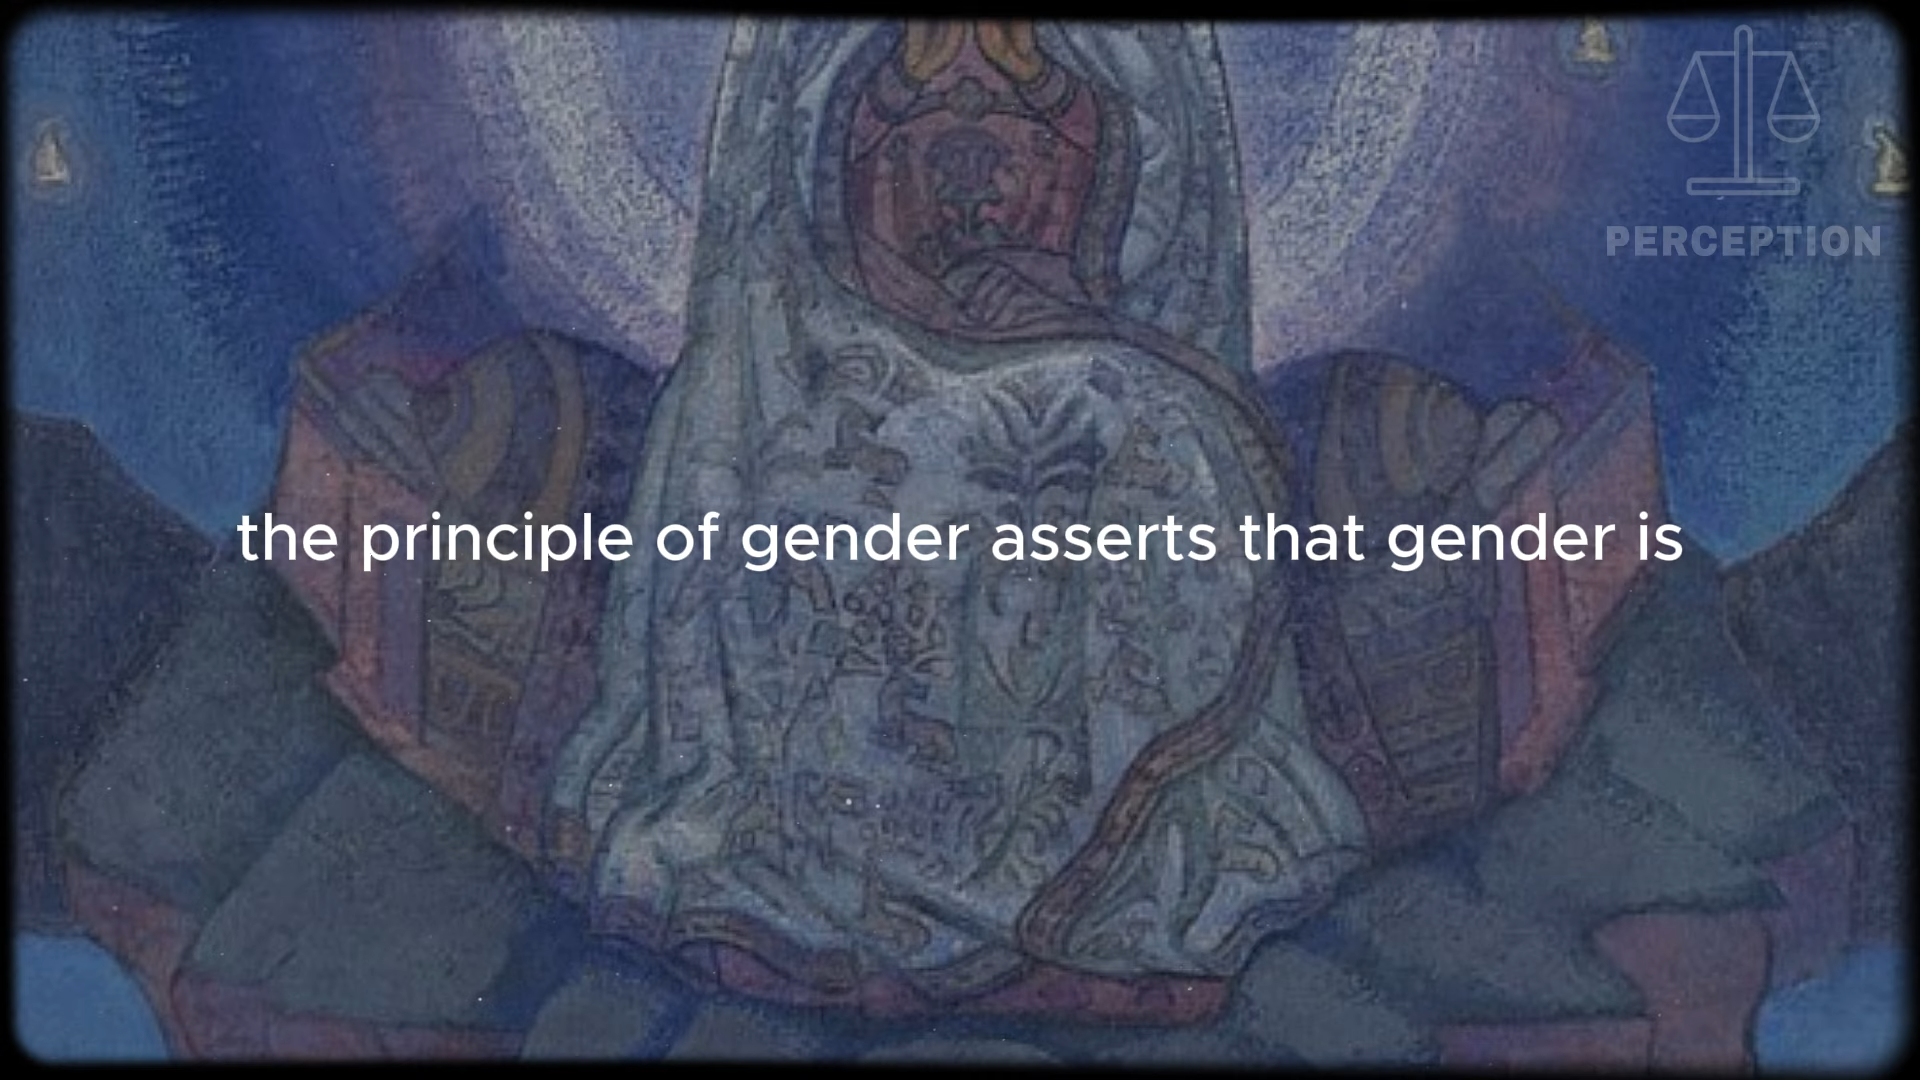 PERCEPTION
the principle of gender asserts that gender is